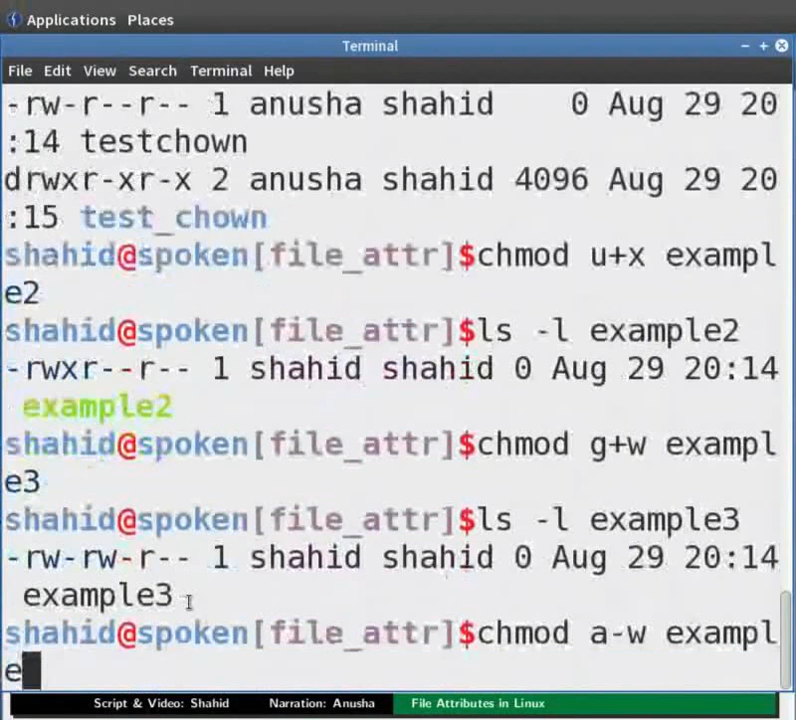 Applications Places
Terminal
File Edit View Search Terminal Help
-rw-r--r-- 1 anusha shahid    0 Aug 29 20
:14 testchown
drwxr-xr-x 2 anusha shahid 4096 Aug 29 20
:15 test_chown
shahid@spoken[file_attr]$chmod u+x exampl
e2
shahid@spoken[file_attr]$ls -l example2
-rwxr--r-- 1 shahid shahid 0 Aug 29 20:14
 example2
shahid@spoken[file_attr]$chmod g+w exampl
e3
shahid@spoken[file_attr]$ls -l example3
-rw-rw-r-- 1 shahid shahid 0 Aug 29 20:14
 example3
shahid@spoken[file_attr]$chmod a-w exampl
e
Script & Video: Shahid Narration: Anusha File Attributes in Linux